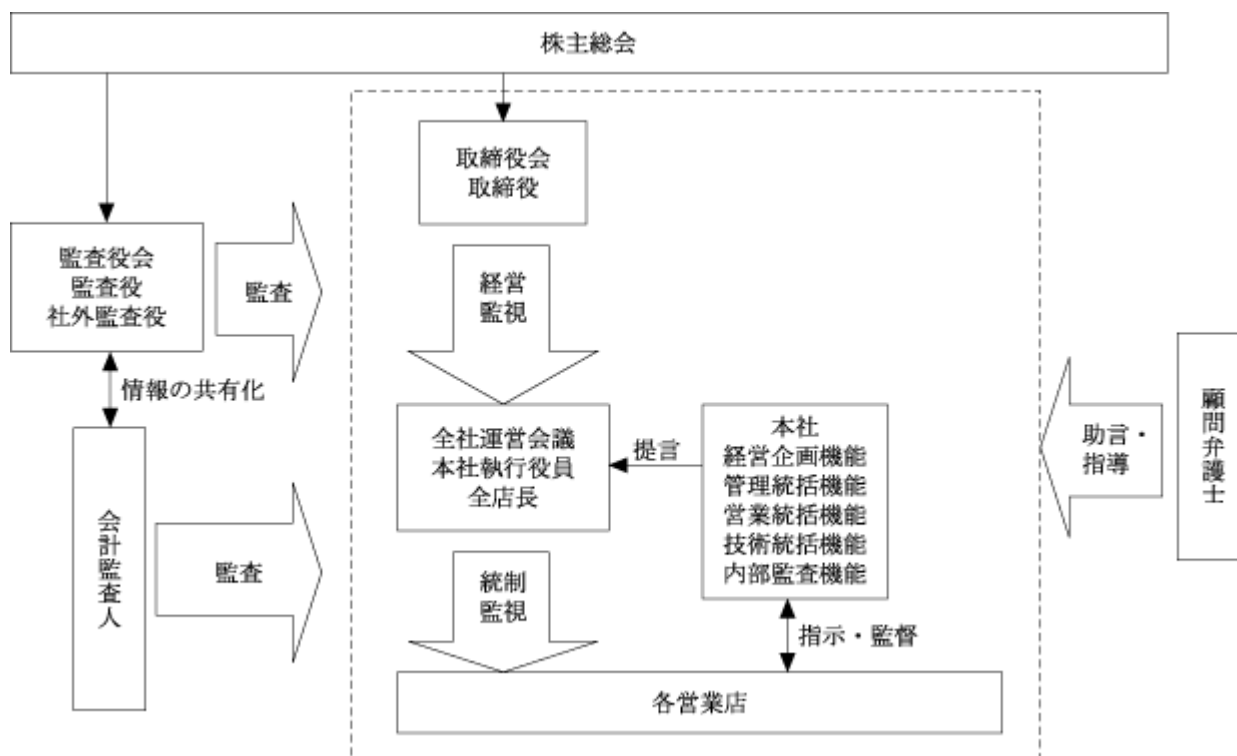 株主総会
取締役会
取締役
監査役会
監査役
社外監査役
監査
経営
監視
情報の共有化
全社運営会議
本社執行役員
全店長
提言
本社
経営企画機能
管理統括機能
営業統括機能
技術統括機能
内部監査機能
助言・
指導
顧問弁護士
会計監査人
監査
統制
監視
指示・監督
各営業店